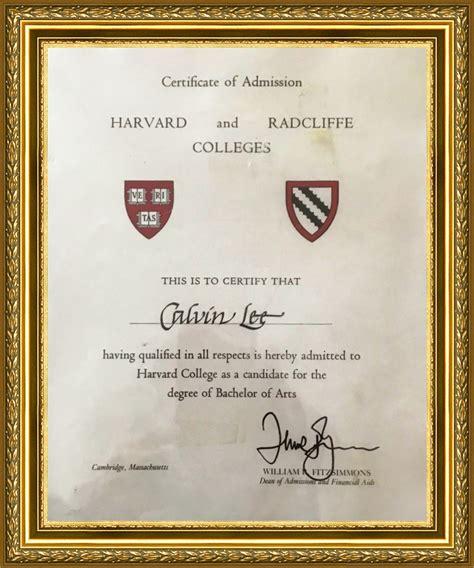 Certificate of Admission
HARVARD and RADCLIFFE
COLLEGES
VE RI
TAS
THIS IS TO CERTIFY THAT
Calvin Lee
having qualified in all respects is hereby admitted to
Harvard College as a candidate for the
degree of Bachelor of Arts
Cambridge, Massachusetts
WILLIAM R. FITZSIMMONS
Dean of Admissions and Financial Aids